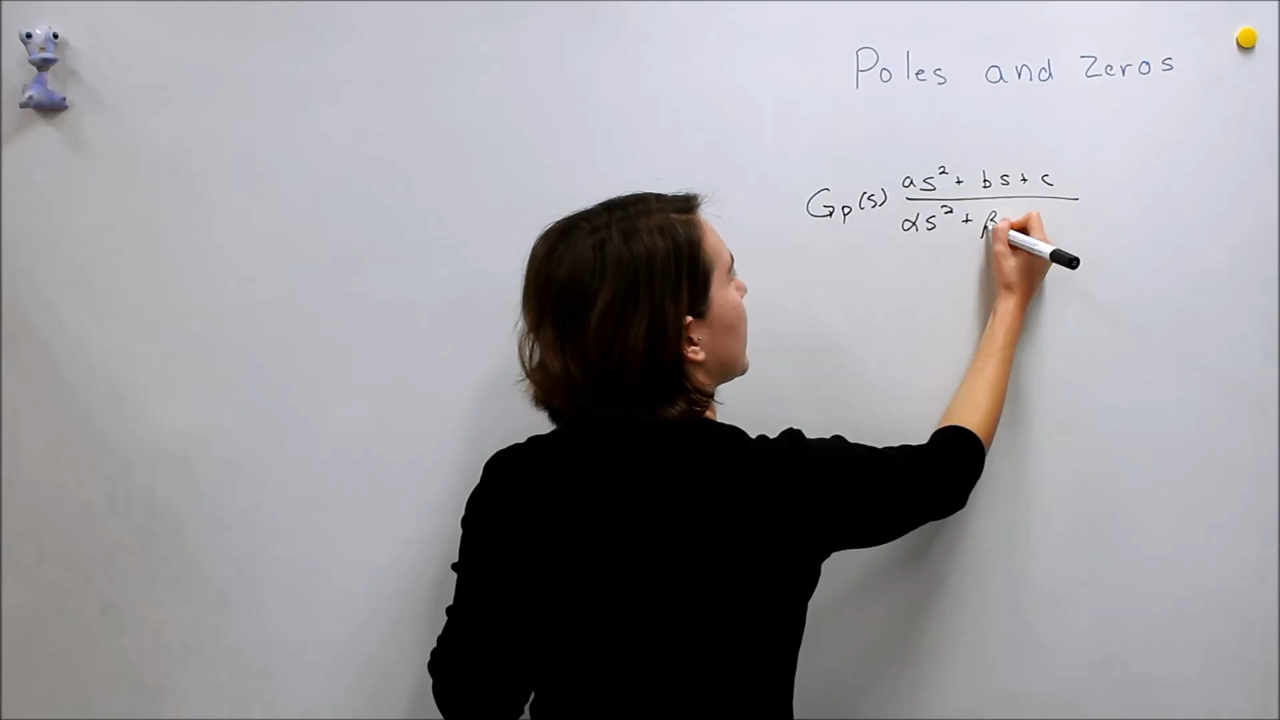 Poles and Zeros
Gp(s) as² + bs + c
αs² + β